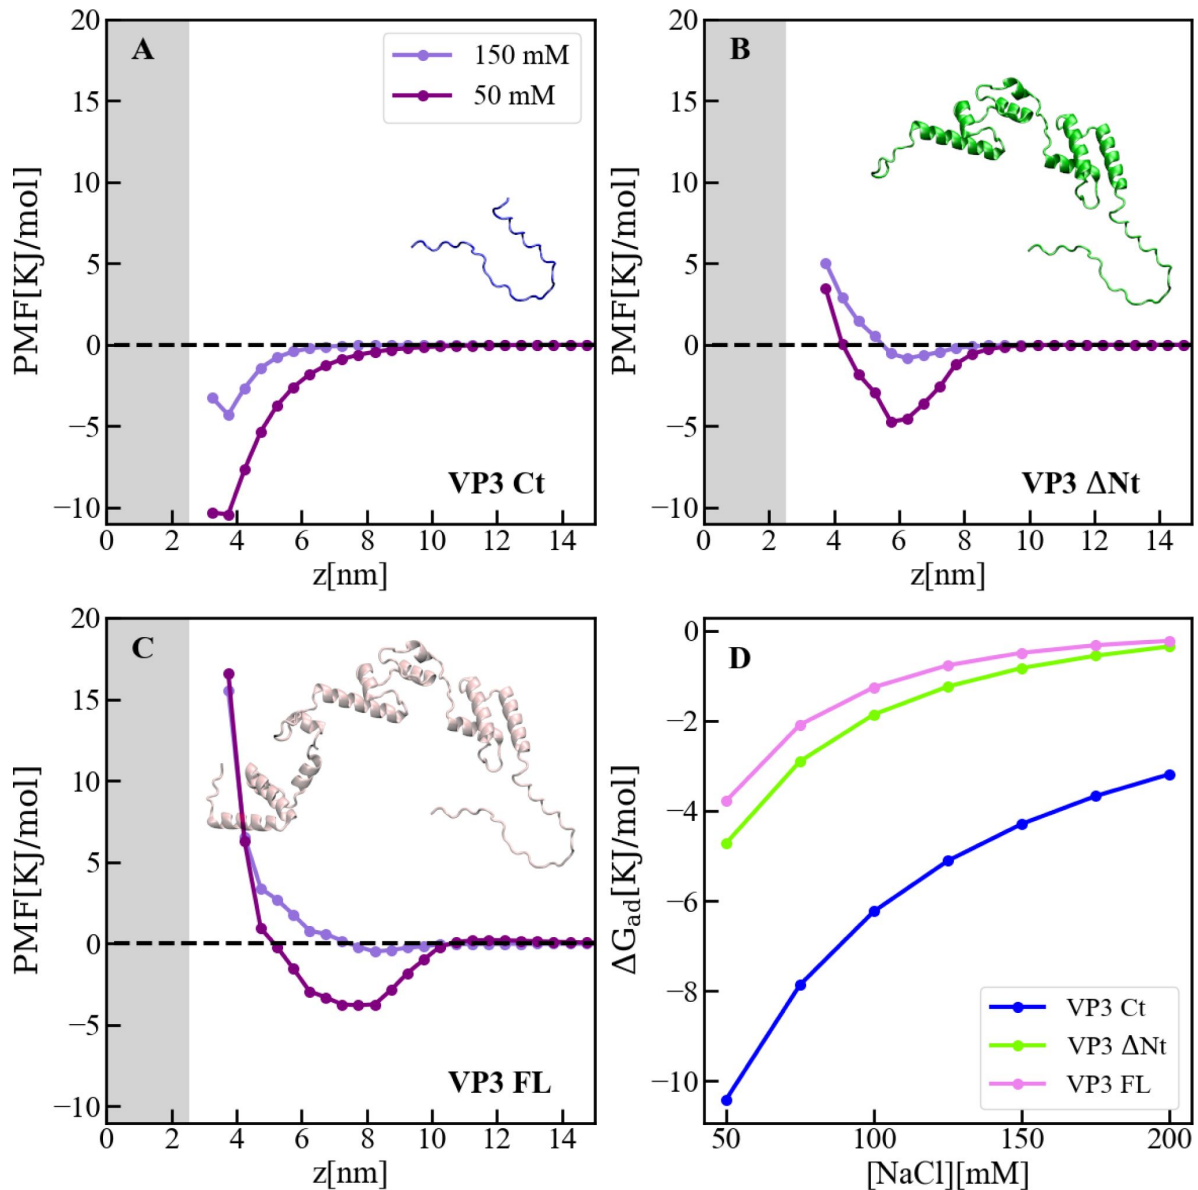 A
150 mM
50 mM
PMF[KJ/mol]
20
15
10
5
0
−5
−10
VP3 Ct
0 2 4 6 8 10 12 14
z[nm]
B
PMF[KJ/mol]
20
15
10
5
0
−5
−10
VP3 ΔNt
0 2 4 6 8 10 12 14
z[nm]
C
PMF[KJ/mol]
20
15
10
5
0
−5
−10
VP3 FL
0 2 4 6 8 10 12 14
z[nm]
D
ΔGad[KJ/mol]
0
−2
−4
−6
−8
−10
VP3 Ct
VP3 ΔNt
VP3 FL
50 100 150 200
[NaCl][mM]